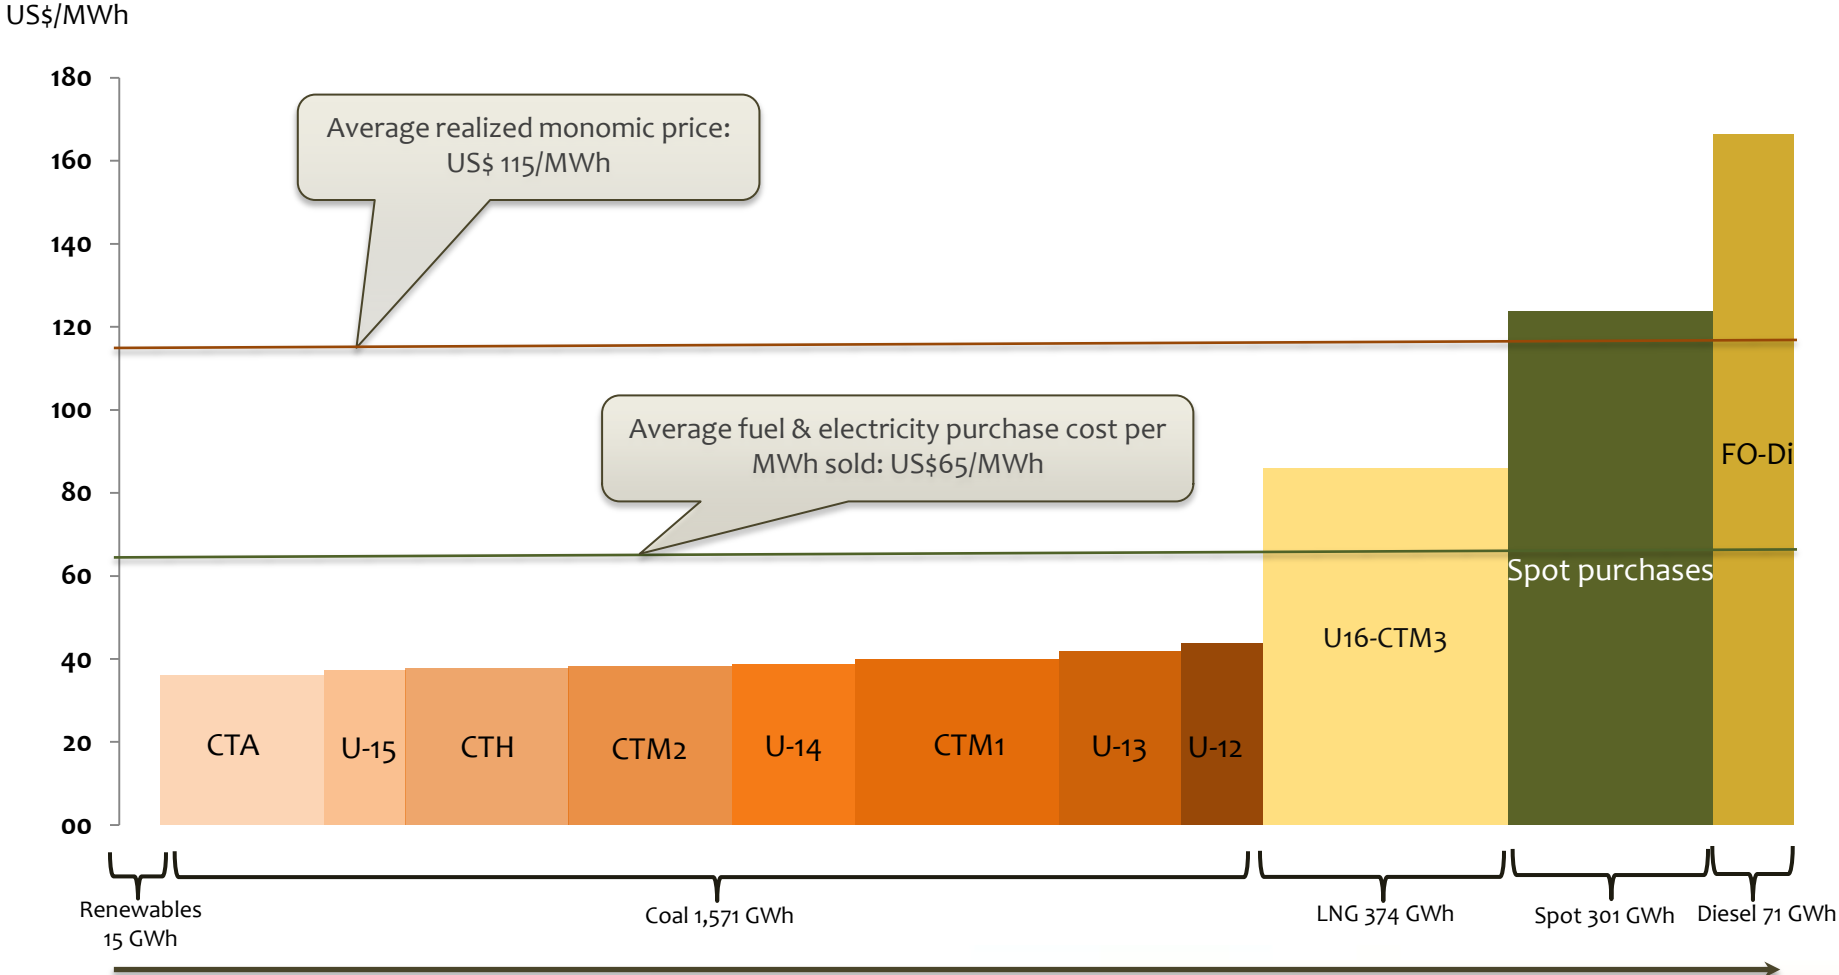 US$/MWh
180
160
140
120
100
80
60
40
20
00
Average realized monomic price:
US$ 115/MWh
Average fuel & electricity purchase cost per
MWh sold: US$65/MWh
CTA
U-15
CTH
CTM2
U-14
CTM1
U-13
U-12
U16-CTM3
Spot purchases
FO-Di
Renewables
15 GWh
Coal 1,571 GWh
LNG 374 GWh
Spot 301 GWh
Diesel 71 GWh